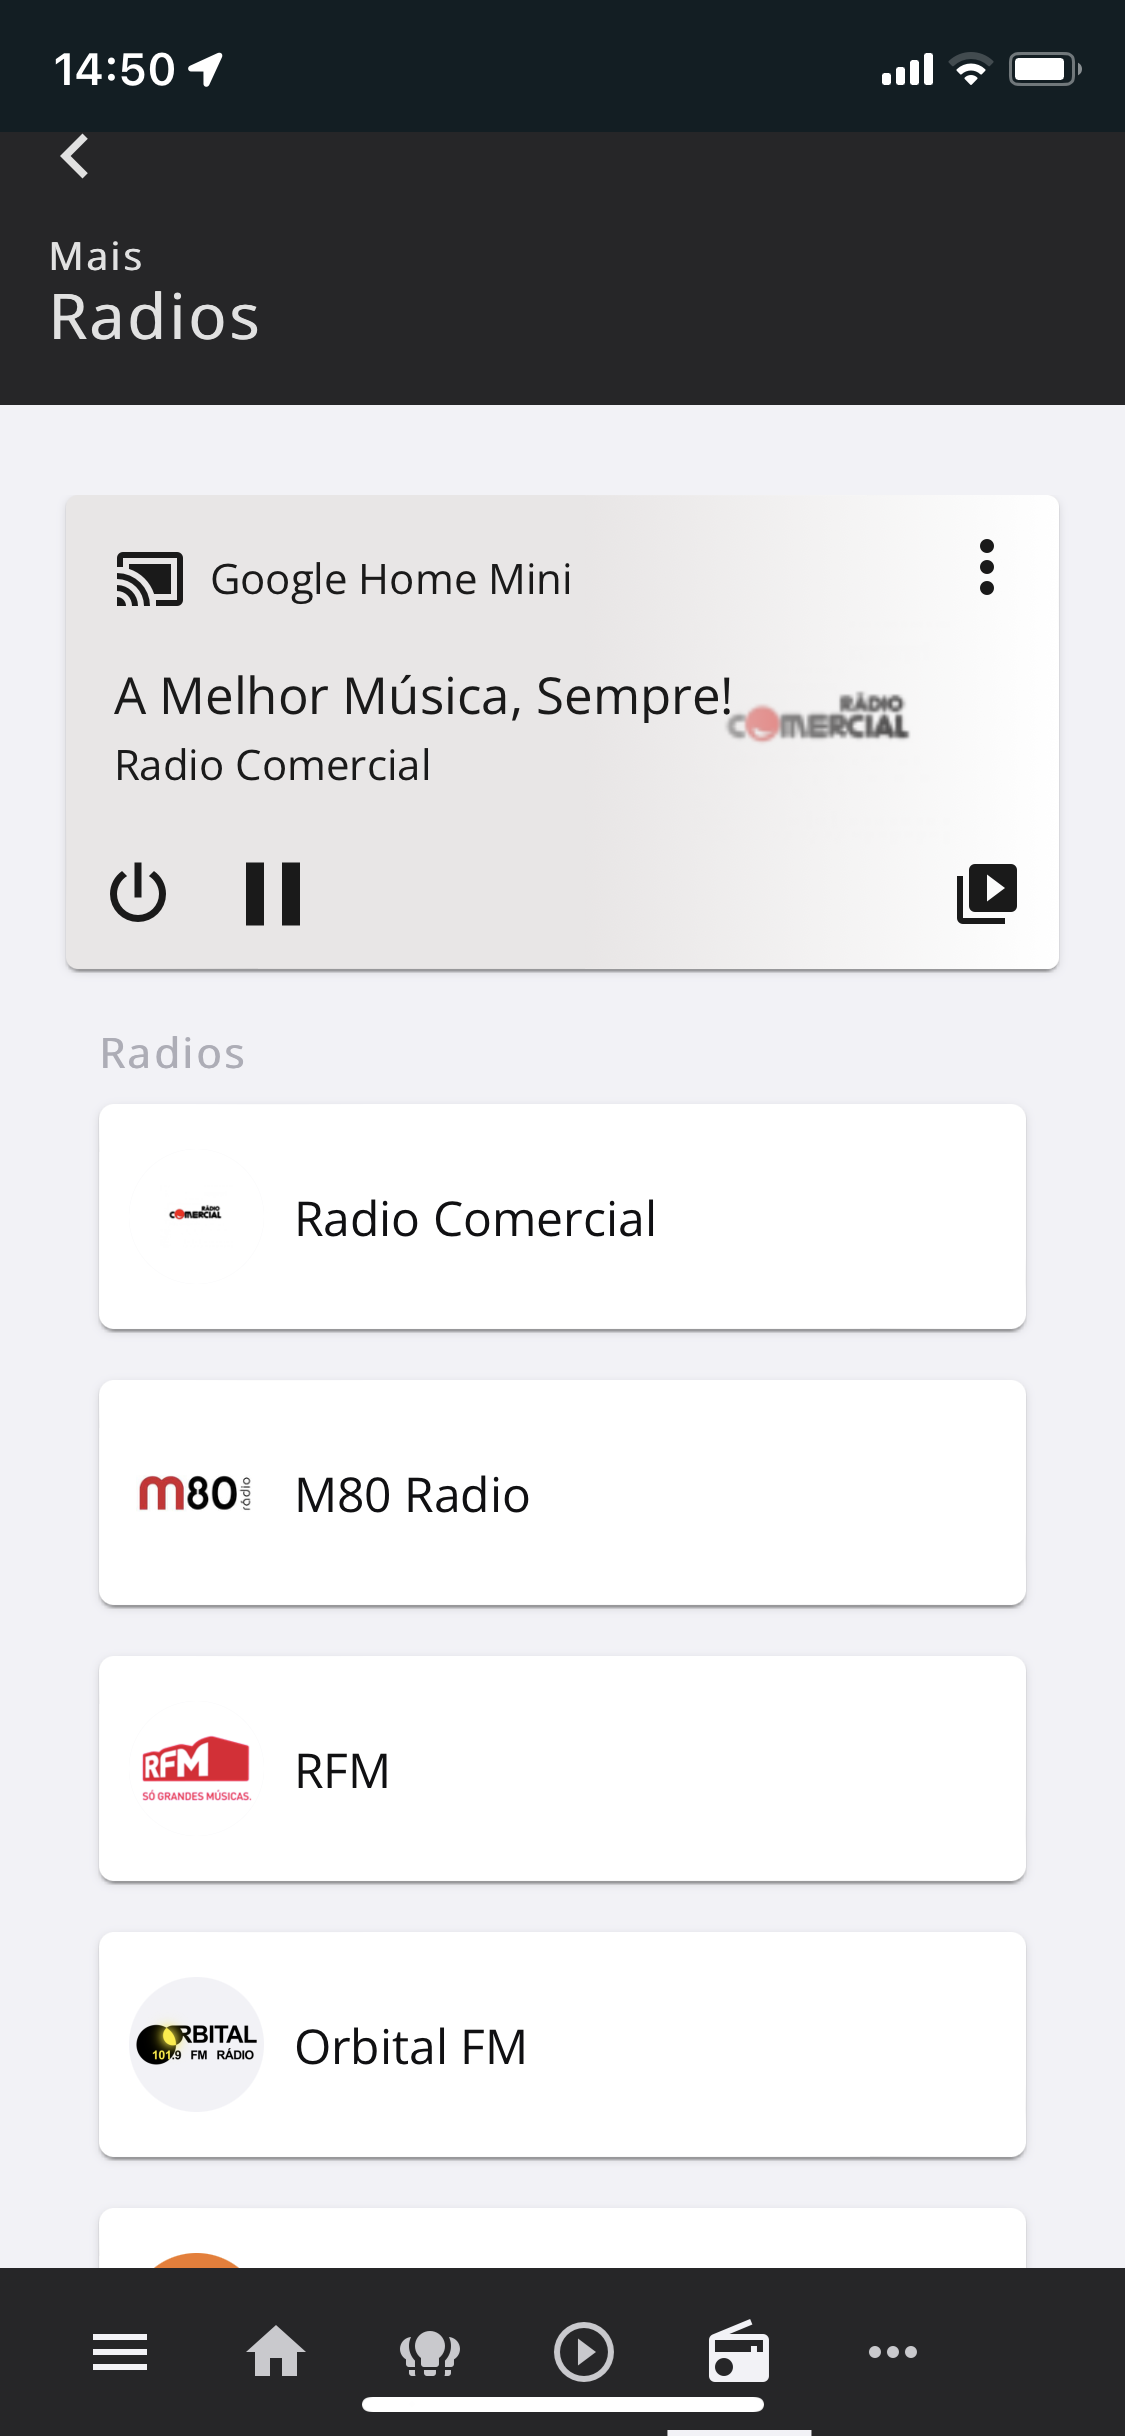 14:50
Mais
Radios
Google Home Mini
A Melhor Música, Sempre!
RÁDIO
COMERCIAL
Radio Comercial
Radios
RÁDIO
COMERCIAL
Radio Comercial
m80 rádio
M80 Radio
RFM
SÓ GRANDES MÚSICAS.
RFM
ORBITAL
101.9 FM RÁDIO
Orbital FM